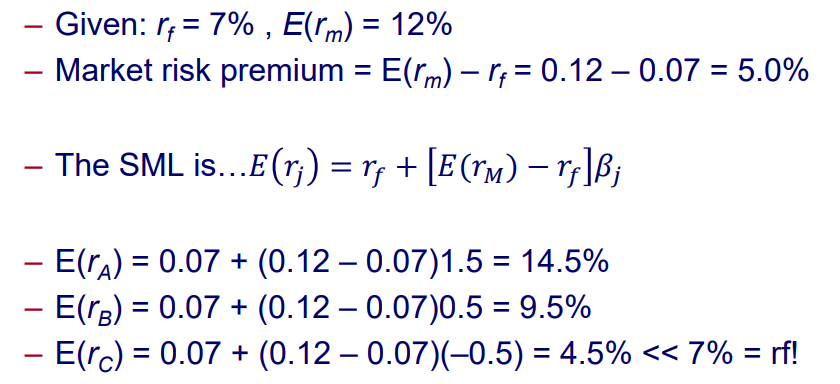 – Given: rf = 7% , E(rm) = 12%
– Market risk premium = E(rm) – rf = 0.12 – 0.07 = 5.0%
– The SML is…E(rj) = rf + [E(rM) − rf]βj
– E(rA) = 0.07 + (0.12 – 0.07)1.5 = 14.5%
– E(rB) = 0.07 + (0.12 – 0.07)0.5 = 9.5%
– E(rC) = 0.07 + (0.12 – 0.07)(–0.5) = 4.5% << 7% = rf!